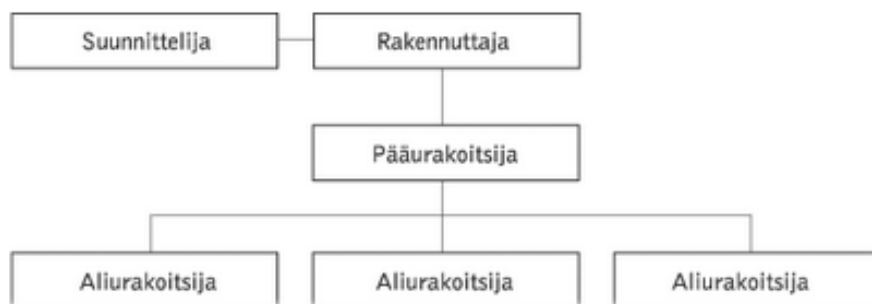 Suunnittelija
Rakennuttaja
Pääurakoitsija
Aliurakoitsija
Aliurakoitsija
Aliurakoitsija